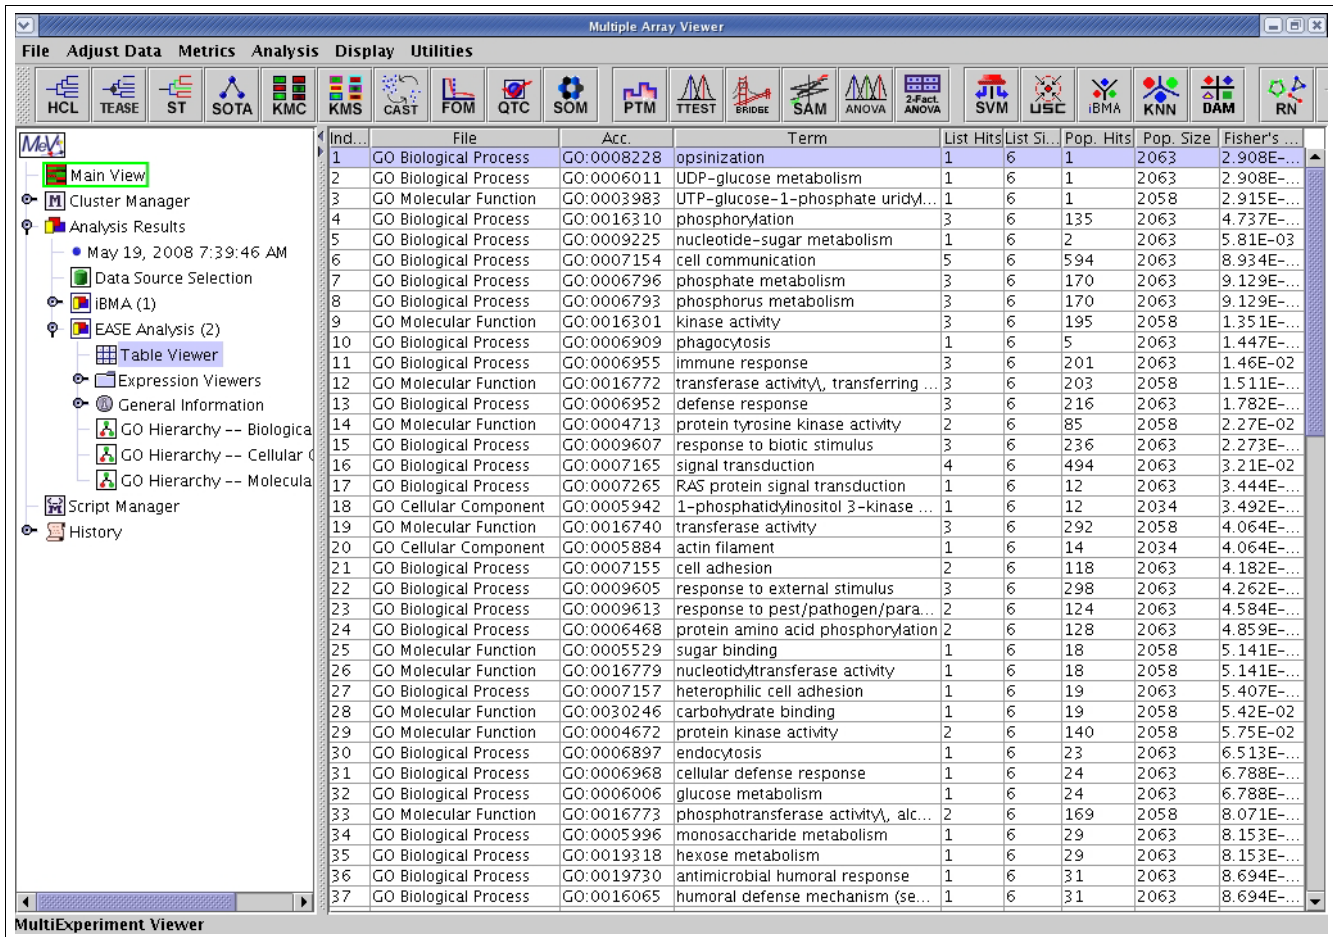 Multiple Array Viewer
File Adjust Data Metrics Analysis Display Utilities
HCL TEASE ST SOTA KMC KMS CAST FOM QTC SOM PTM TTEST BRIDGE SAM ANOVA 2-Fact. ANOVA SVM USC iBMA KNN DAM RN
MeV
Main View
Cluster Manager
Analysis Results
May 19, 2008 7:39:46 AM
Data Source Selection
iBMA (1)
EASE Analysis (2)
Table Viewer
Expression Viewers
General Information
GO Hierarchy -- Biologica
GO Hierarchy -- Cellular
GO Hierarchy -- Molecula
Script Manager
History
Ind... File Acc. Term List Hits List Si... Pop. Hits Pop. Size Fisher's ...
1 GO Biological Process GO:0008228 opsinization 1 6 1 2063 2.908E-...
2 GO Biological Process GO:0006011 UDP-glucose metabolism 1 6 1 2063 2.908E-...
3 GO Molecular Function GO:0003983 UTP-glucose-1-phosphate uridyl... 1 6 1 2058 2.915E-...
4 GO Biological Process GO:0016310 phosphorylation 3 6 135 2063 4.737E-...
5 GO Biological Process GO:0009225 nucleotide-sugar metabolism 1 6 2 2063 5.81E-03
6 GO Biological Process GO:0007154 cell communication 5 6 594 2063 8.934E-...
7 GO Biological Process GO:0006796 phosphate metabolism 3 6 170 2063 9.129E-...
8 GO Biological Process GO:0006793 phosphorus metabolism 3 6 170 2063 9.129E-...
9 GO Molecular Function GO:0016301 kinase activity 3 6 195 2058 1.351E-...
10 GO Biological Process GO:0006909 phagocytosis 1 6 5 2063 1.447E-...
11 GO Biological Process GO:0006955 immune response 3 6 201 2063 1.46E-02
12 GO Molecular Function GO:0016772 transferase activity\, transferring ... 3 6 203 2058 1.511E-...
13 GO Biological Process GO:0006952 defense response 3 6 216 2063 1.782E-...
14 GO Molecular Function GO:0004713 protein tyrosine kinase activity 2 6 85 2058 2.27E-02
15 GO Biological Process GO:0009607 response to biotic stimulus 3 6 236 2063 2.273E-...
16 GO Biological Process GO:0007165 signal transduction 4 6 494 2063 3.21E-02
17 GO Biological Process GO:0007265 RAS protein signal transduction 1 6 12 2063 3.444E-...
18 GO Cellular Component GO:0005942 1-phosphatidylinositol 3-kinase ... 1 6 12 2034 3.492E-...
19 GO Molecular Function GO:0016740 transferase activity 3 6 292 2058 4.064E-...
20 GO Cellular Component GO:0005884 actin filament 1 6 14 2034 4.064E-...
21 GO Biological Process GO:0007155 cell adhesion 2 6 118 2063 4.182E-...
22 GO Biological Process GO:0009605 response to external stimulus 3 6 298 2063 4.262E-...
23 GO Biological Process GO:0009613 response to pest/pathogen/para... 2 6 124 2063 4.584E-...
24 GO Biological Process GO:0006468 protein amino acid phosphorylation 2 6 128 2063 4.859E-...
25 GO Molecular Function GO:0005529 sugar binding 1 6 18 2058 5.141E-...
26 GO Molecular Function GO:0016779 nucleotidyltransferase activity 1 6 18 2058 5.141E-...
27 GO Biological Process GO:0007157 heterophilic cell adhesion 1 6 19 2063 5.407E-...
28 GO Molecular Function GO:0030246 carbohydrate binding 1 6 19 2058 5.42E-02
29 GO Molecular Function GO:0004672 protein kinase activity 2 6 140 2058 5.75E-02
30 GO Biological Process GO:0006897 endocytosis 1 6 23 2063 6.513E-...
31 GO Biological Process GO:0006968 cellular defense response 1 6 24 2063 6.788E-...
32 GO Biological Process GO:0006006 glucose metabolism 1 6 24 2063 6.788E-...
33 GO Molecular Function GO:0016773 phosphotransferase activity\, alc... 2 6 169 2058 8.071E-...
34 GO Biological Process GO:0005996 monosaccharide metabolism 1 6 29 2063 8.153E-...
35 GO Biological Process GO:0019318 hexose metabolism 1 6 29 2063 8.153E-...
36 GO Biological Process GO:0019730 antimicrobial humoral response 1 6 31 2063 8.694E-...
37 GO Biological Process GO:0016065 humoral defense mechanism (se... 1 6 31 2063 8.694E-...
MultiExperiment Viewer